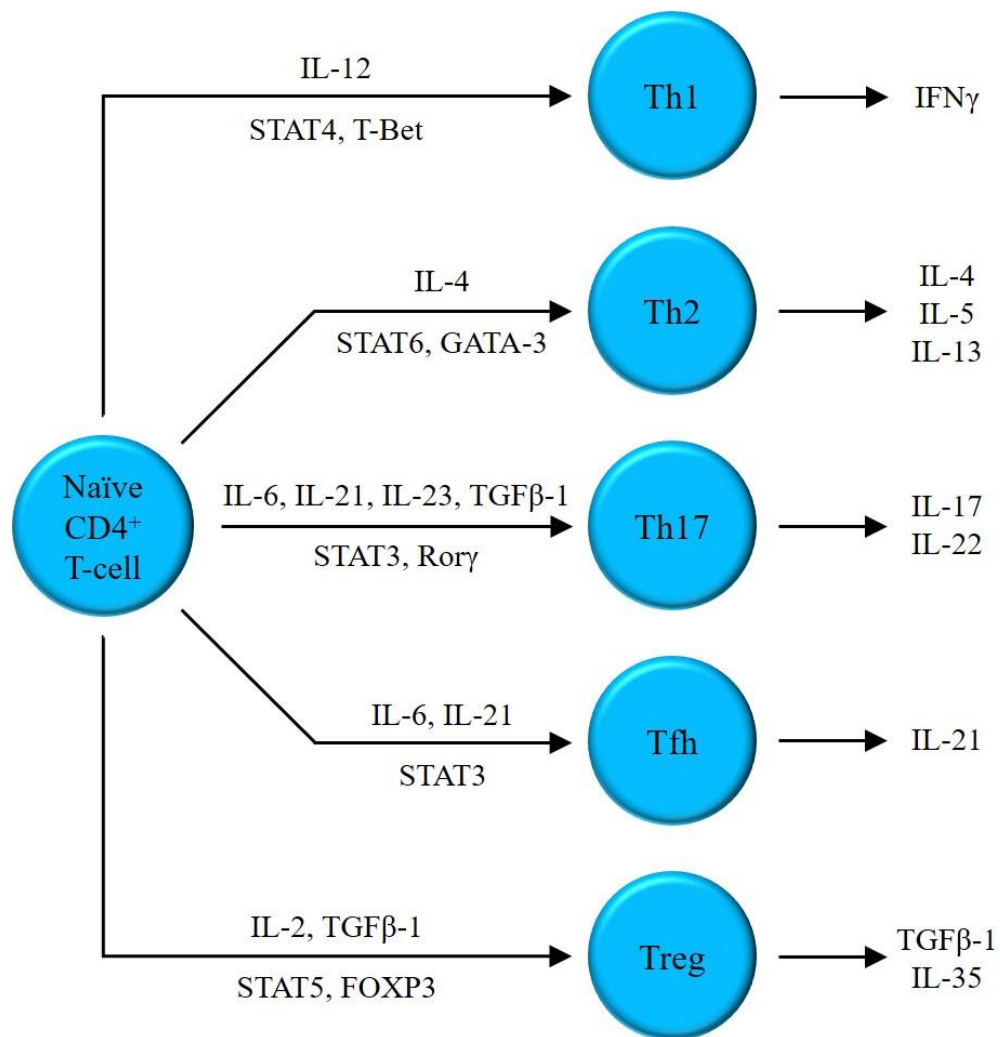 IL-12
STAT4, T-Bet
Th1
IFNγ
IL-4
STAT6, GATA-3
Th2
IL-4
IL-5
IL-13
Naïve
CD4⁺
T-cell
IL-6, IL-21, IL-23, TGFβ-1
STAT3, Rorγ
Th17
IL-17
IL-22
IL-6, IL-21
STAT3
Tfh
IL-21
IL-2, TGFβ-1
STAT5, FOXP3
Treg
TGFβ-1
IL-35